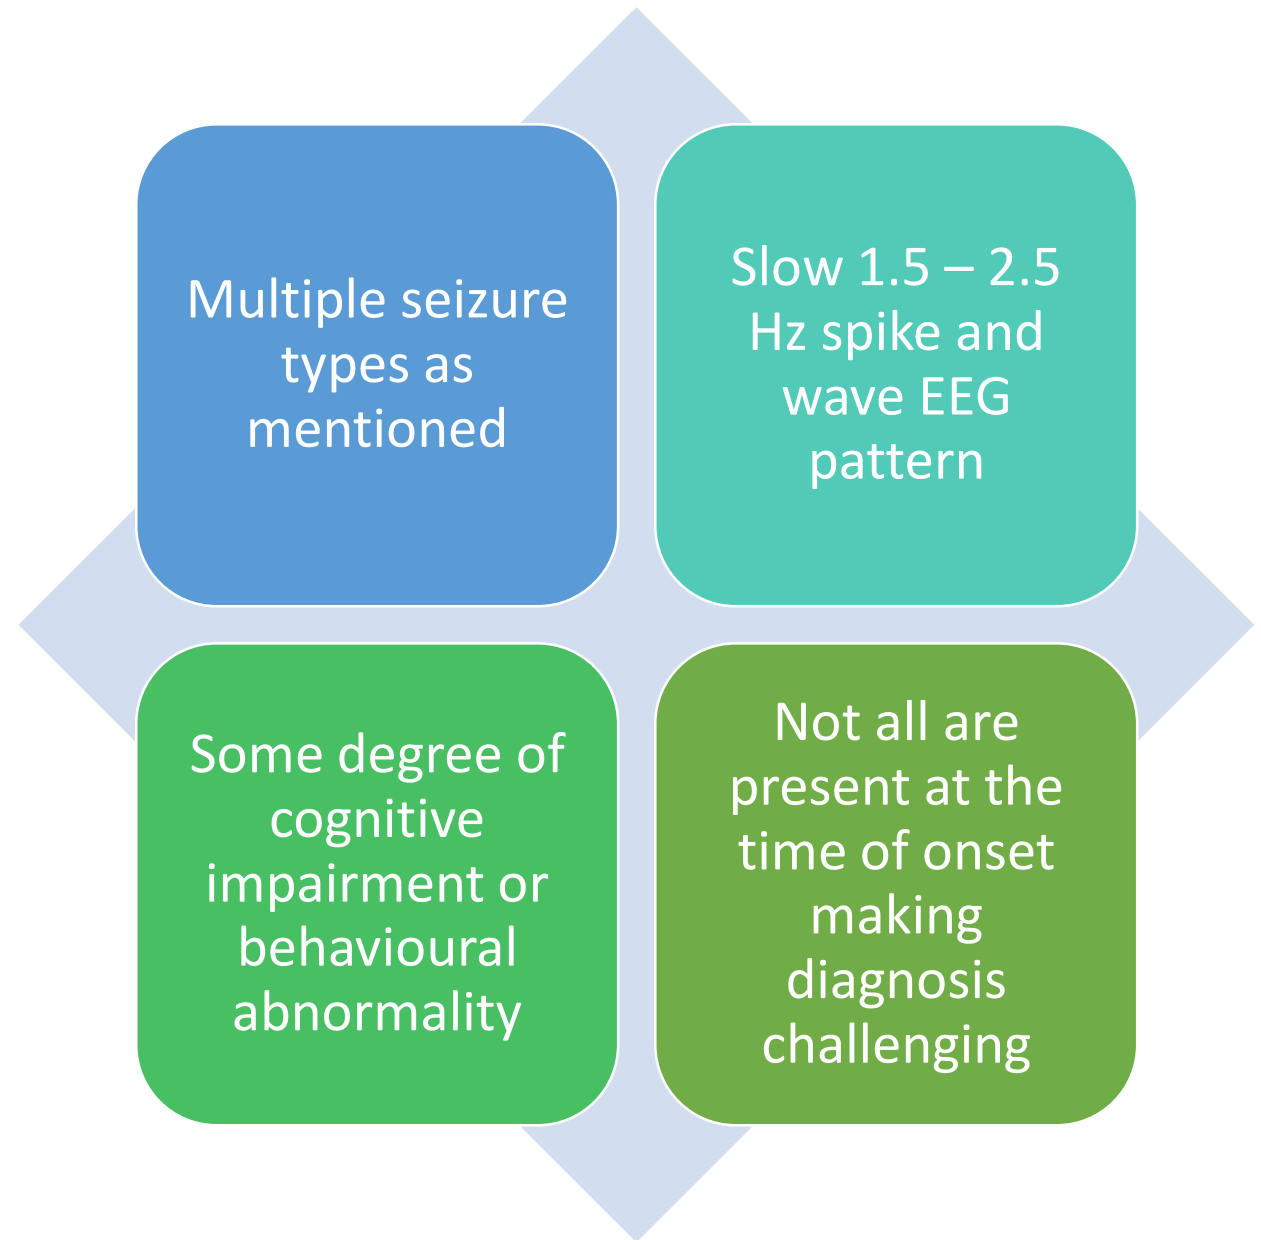 Multiple seizure
types as
mentioned
Slow 1.5 – 2.5
Hz spike and
wave EEG
pattern
Some degree of
cognitive
impairment or
behavioural
abnormality
Not all are
present at the
time of onset
making
diagnosis
challenging